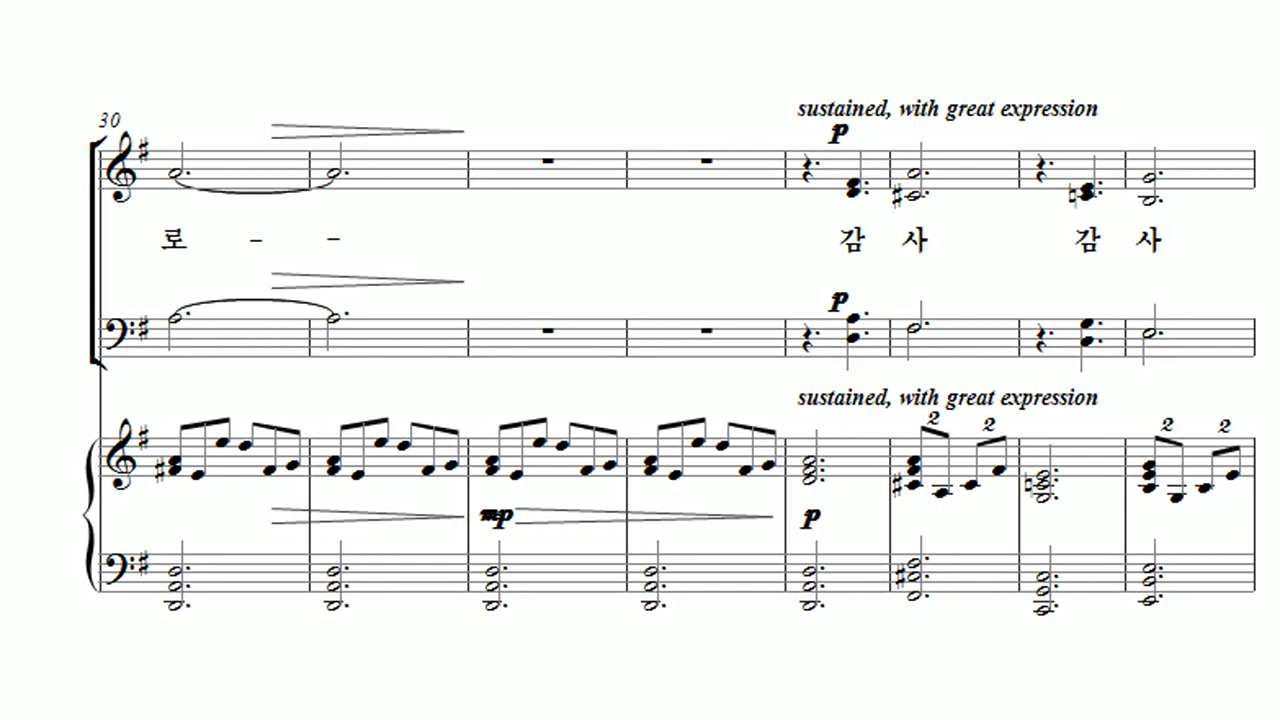 sustained, with great expression
30
p
로 - - 감 사 감 사
p
sustained, with great expression
2 2 2 2
mp p